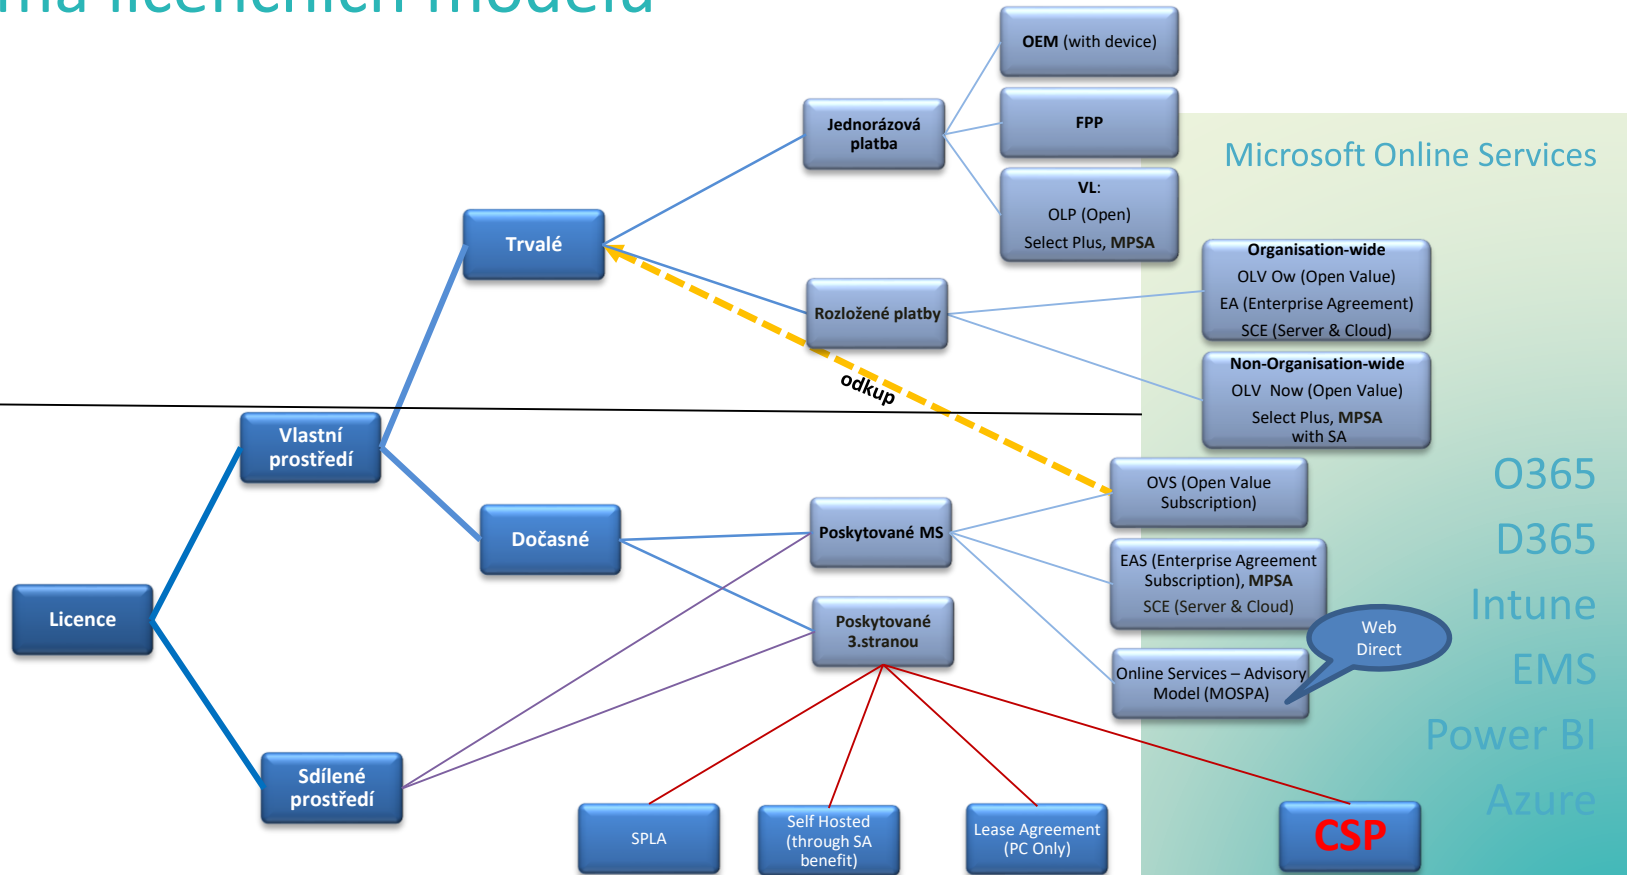 licenčních modelů
OEM (with device)
Jednorázová
platba
FPP
Microsoft Online Services
VL:
OLP (Open)
Select Plus, MPSA
Trvalé
Organisation-wide
OLV Ow (Open Value)
EA (Enterprise Agreement)
SCE (Server & Cloud)
Rozložené platby
Non-Organisation-wide
OLV Now (Open Value)
Select Plus, MPSA
with SA
odkup
Vlastní
prostředí
OVS (Open Value
Subscription)
O365
D365
Intune
EMS
Power BI
Azure
Dočasné
Poskytované MS
EAS (Enterprise Agreement
Subscription), MPSA
SCE (Server & Cloud)
Licence
Poskytované
3.stranou
Web
Direct
Online Services – Advisory
Model (MOSPA)
Sdílené
prostředí
SPLA
Self Hosted
(through SA
benefit)
Lease Agreement
(PC Only)
CSP